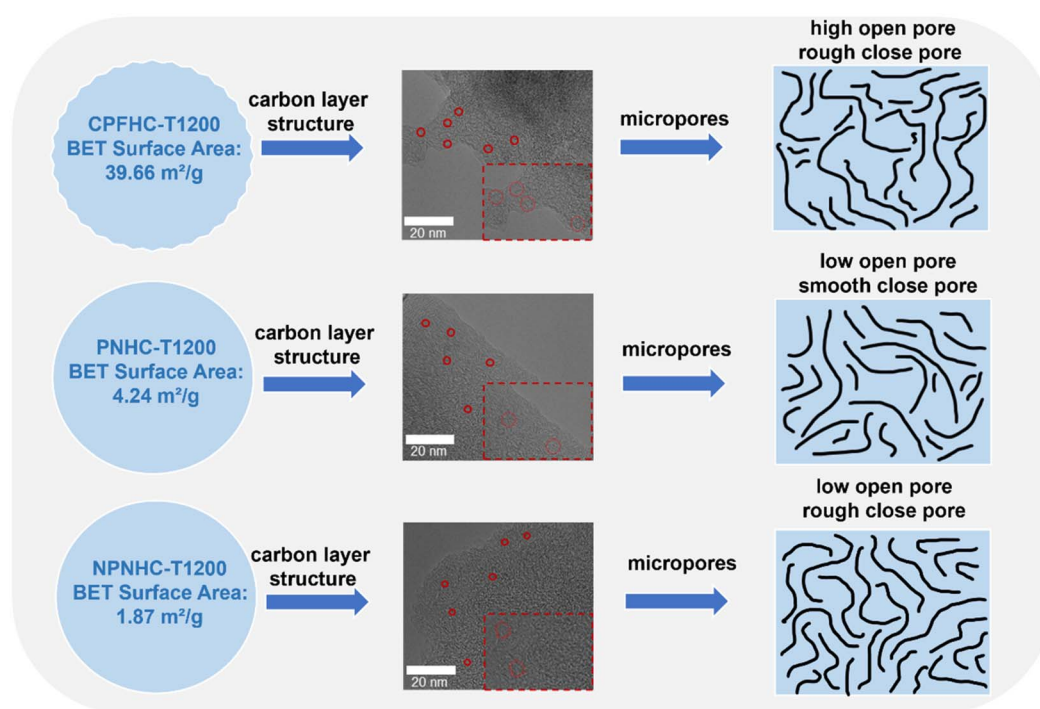 high open pore
rough close pore
CPFHC-T1200
BET Surface Area:
39.66 m²/g
carbon layer
structure
20 nm
micropores
low open pore
smooth close pore
PNHC-T1200
BET Surface Area:
4.24 m²/g
carbon layer
structure
20 nm
micropores
low open pore
rough close pore
NPNHC-T1200
BET Surface Area:
1.87 m²/g
carbon layer
structure
20 nm
micropores